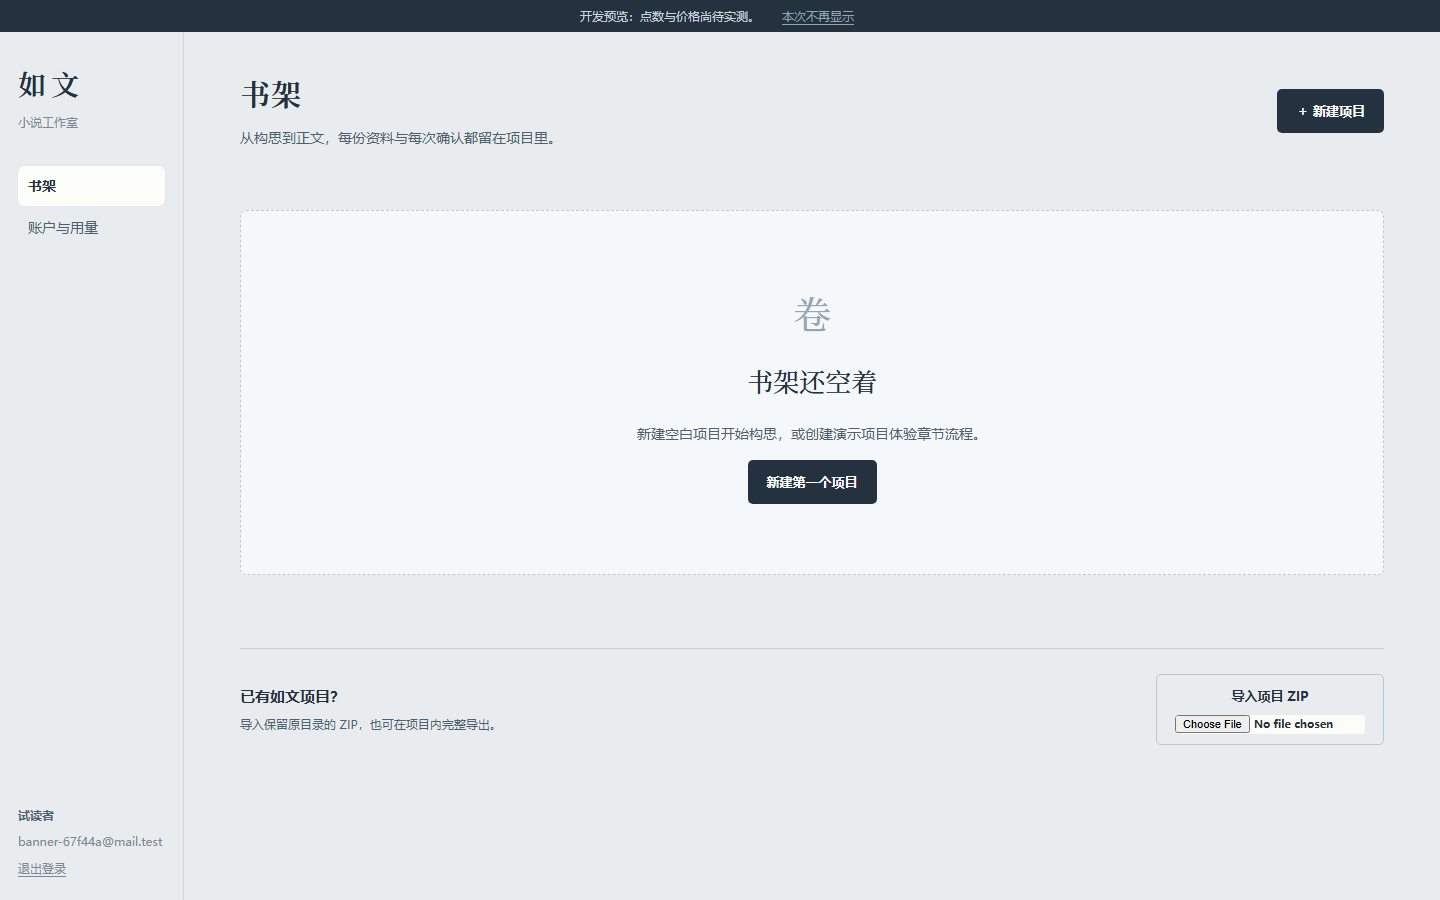 开发预览：点数与价格尚待实测。 本次不再显示
如文
小说工作室
书架
账户与用量
书架
从构思到正文，每份资料与每次确认都留在项目里。
+ 新建项目
卷
书架还空着
新建空白项目开始构思，或创建演示项目体验章节流程。
新建第一个项目
已有如文项目？
导入保留原目录的 ZIP，也可在项目内完整导出。
导入项目 ZIP
Choose File No file chosen
试读者
banner-67f44a@mail.test
退出登录